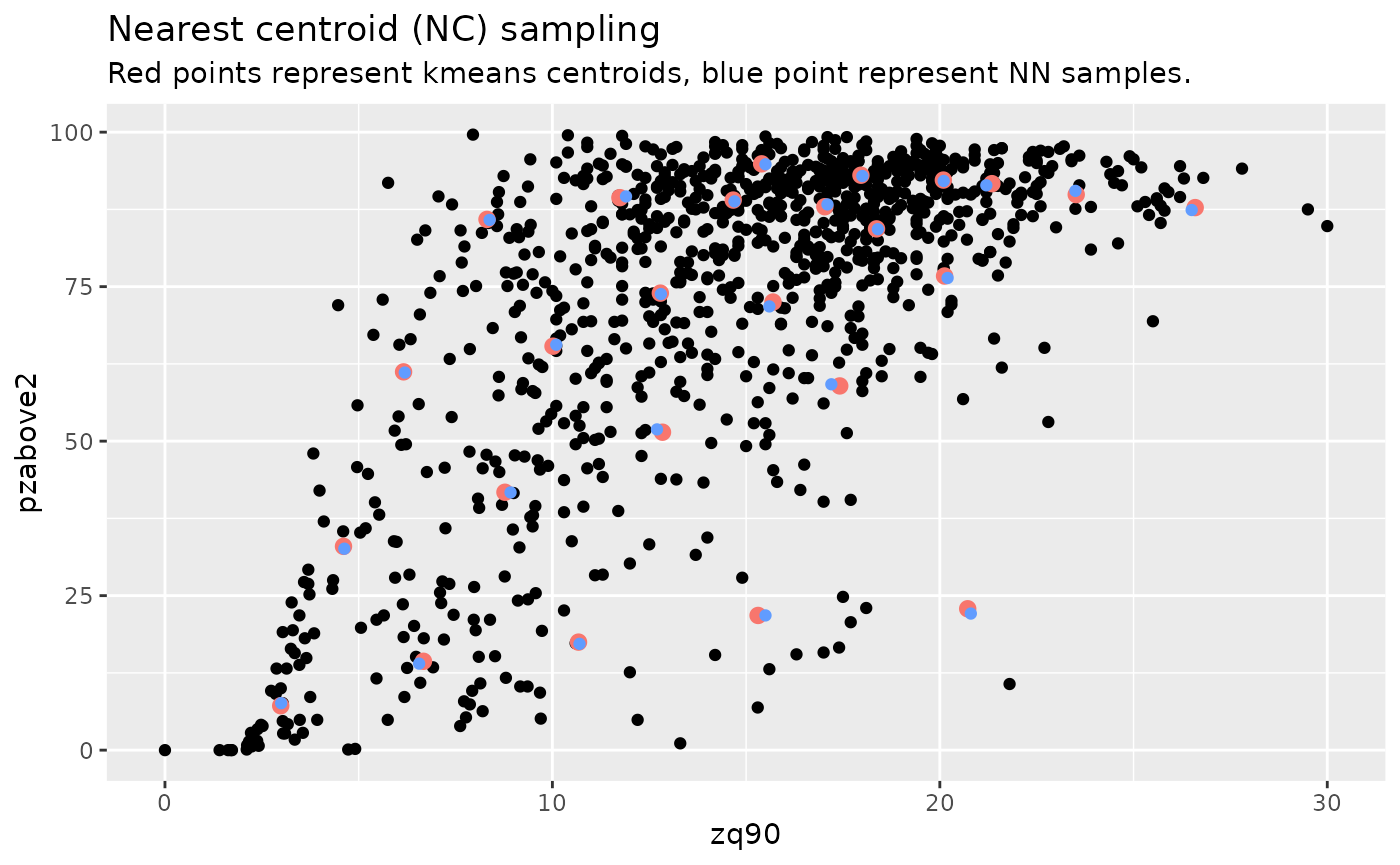 Nearest centroid (NC) sampling
Red points represent kmeans centroids, blue point represent NN samples.
100
75
50
25
0
pzabove2
0
10
20
30
zq90